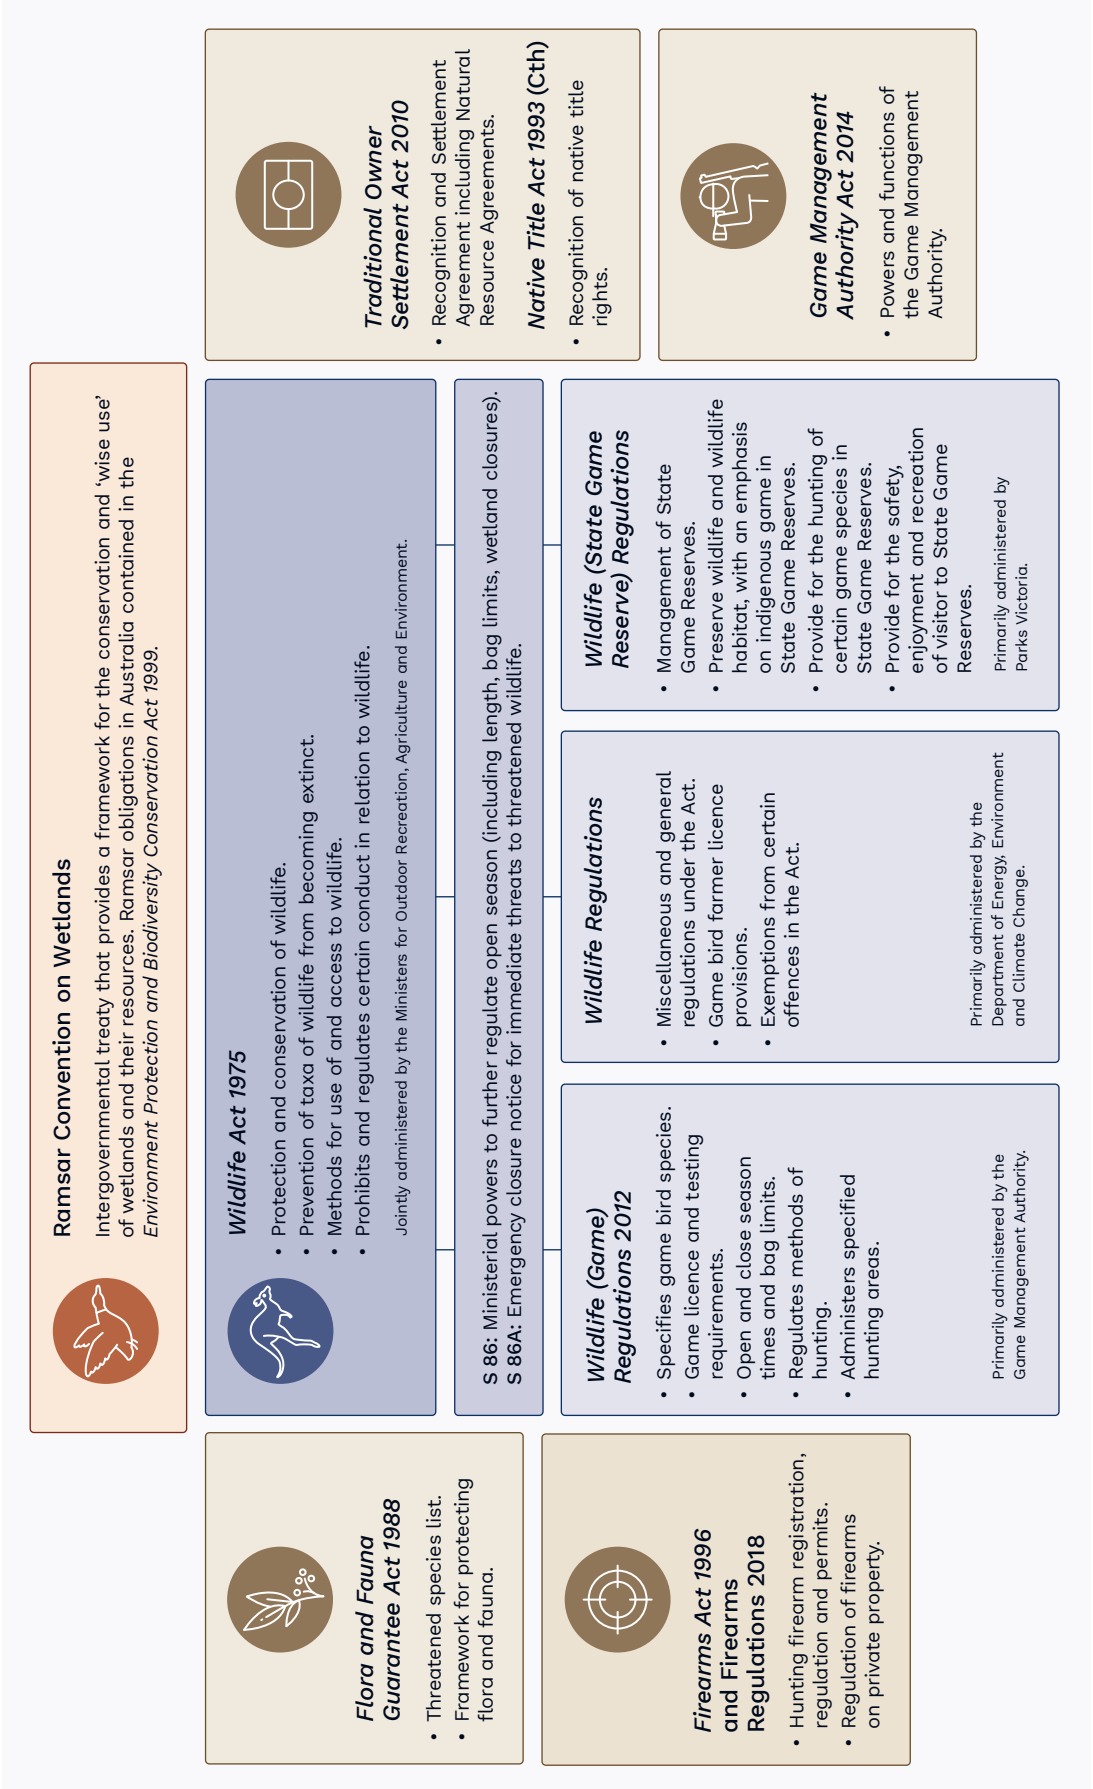 Ramsar Convention on Wetlands
Intergovernmental treaty that provides a framework for the conservation and ‘wise use’
of wetlands and their resources. Ramsar obligations in Australia contained in the
Environment Protection and Biodiversity Conservation Act 1999.
Flora and Fauna
Guarantee Act 1988
• Threatened species list.
• Framework for protecting
flora and fauna.
Firearms Act 1996
and Firearms
Regulations 2018
• Hunting firearm registration,
regulation and permits.
• Regulation of firearms
on private property.
Wildlife Act 1975
• Protection and conservation of wildlife.
• Prevention of taxa of wildlife from becoming extinct.
• Methods for use of and access to wildlife.
• Prohibits and regulates certain conduct in relation to wildlife.
Jointly administered by the Ministers for Outdoor Recreation, Agriculture and Environment.
S 86: Ministerial powers to further regulate open season (including length, bag limits, wetland closures).
S 86A: Emergency closure notice for immediate threats to threatened wildlife.
Wildlife (Game)
Regulations 2012
• Specifies game bird species.
• Game licence and testing
requirements.
• Open and close season
times and bag limits.
• Regulates methods of
hunting.
• Administers specified
hunting areas.
Primarily administered by the
Game Management Authority.
Wildlife Regulations
• Miscellaneous and general
regulations under the Act.
• Game bird farmer licence
provisions.
• Exemptions from certain
offences in the Act.
Primarily administered by the
Department of Energy, Environment
and Climate Change.
Wildlife (State Game
Reserve) Regulations
• Management of State
Game Reserves.
• Preserve wildlife and wildlife
habitat, with an emphasis
on indigenous game in
State Game Reserves.
• Provide for the hunting of
certain game species in
State Game Reserves.
• Provide for the safety,
enjoyment and recreation
of visitor to State Game
Reserves.
Primarily administered by
Parks Victoria.
Traditional Owner
Settlement Act 2010
• Recognition and Settlement
Agreement including Natural
Resource Agreements.
Native Title Act 1993 (Cth)
• Recognition of native title
rights.
Game Management
Authority Act 2014
• Powers and functions of
the Game Management
Authority.